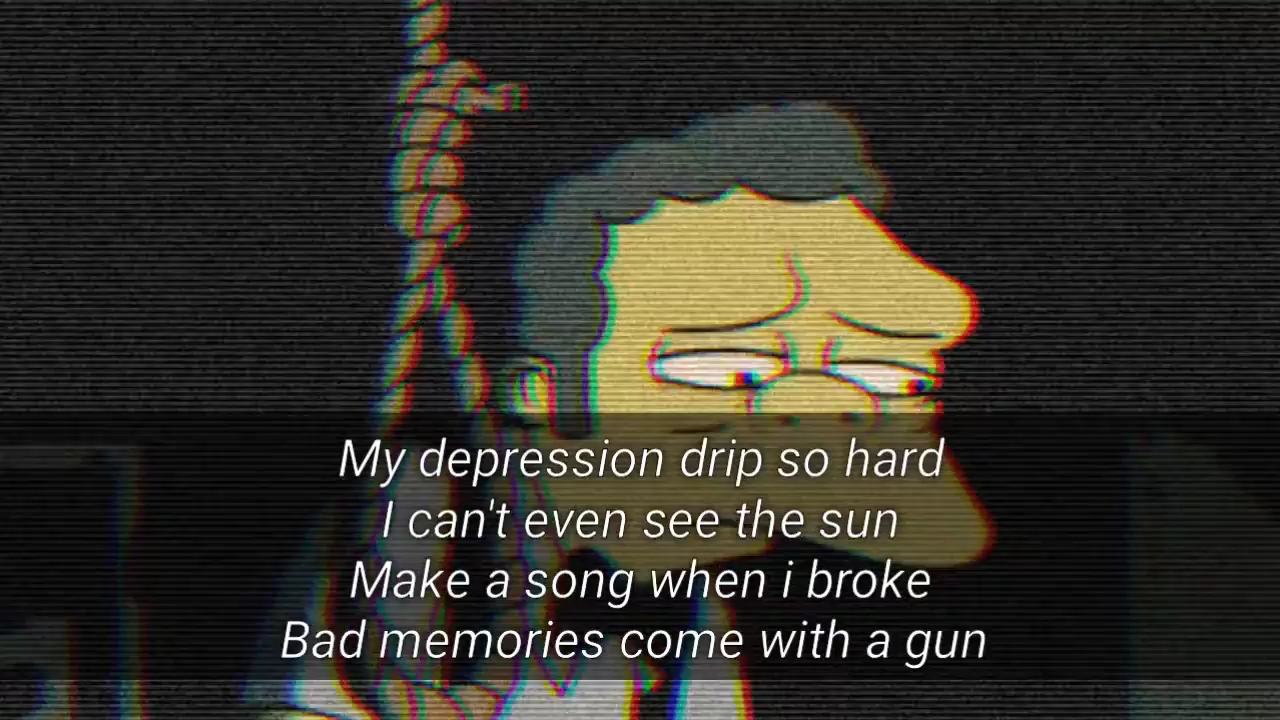 My depression drip so hard
I can't even see the sun
Make a song when i broke
Bad memories come with a gun